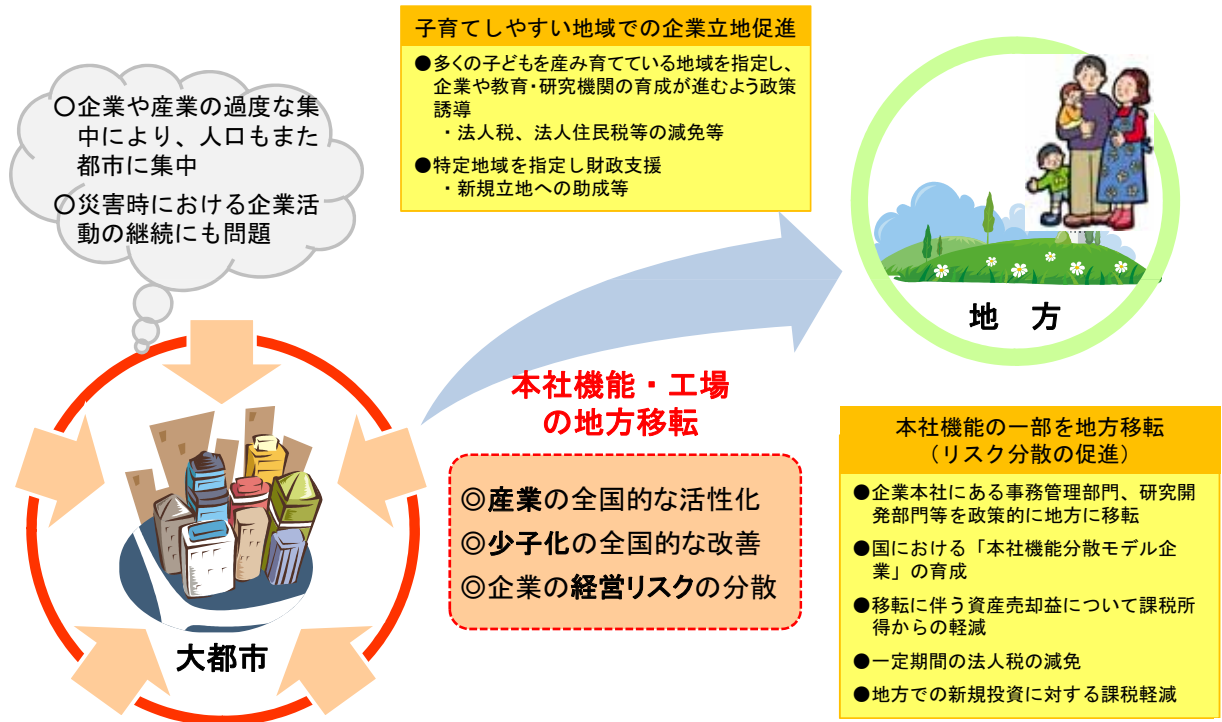 子育てしやすい地域での企業立地促進
●多くの子どもを産み育てている地域を指定し、
企業や教育・研究機関の育成が進むよう政策
誘導
・法人税、法人住民税等の減免等
●特定地域を指定し財政支援
・新規立地への助成等
〇企業や産業の過度な集
中により、人口もまた
都市に集中
〇災害時における企業活
動の継続にも問題
地　方
本社機能・工場
の地方移転
◎産業の全国的な活性化
◎少子化の全国的な改善
◎企業の経営リスクの分散
大都市
本社機能の一部を地方移転
（リスク分散の促進）
●企業本社にある事務管理部門、研究開
発部門等を政策的に地方に移転
●国における「本社機能分散モデル企
業」の育成
●移転に伴う資産売却益について課税所
得からの軽減
●一定期間の法人税の減免
●地方での新規投資に対する課税軽減